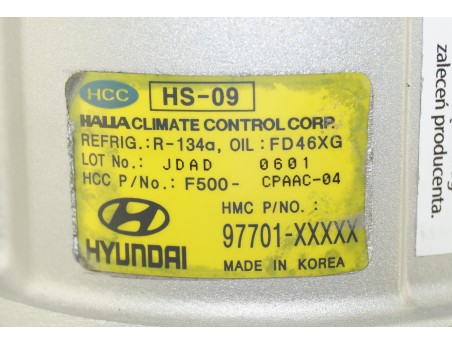 HCC HS-09
HALLA CLIMATE CONTROL CORP.
REFRIG.:R-134a, OIL:FD46XG
LOT No.: JDAD 0601
HCC P/No.: F500- CPAAC-04
HMC P/NO.:
HYUNDAI 97701-XXXXX
MADE IN KOREA
zaleceń
producenta.